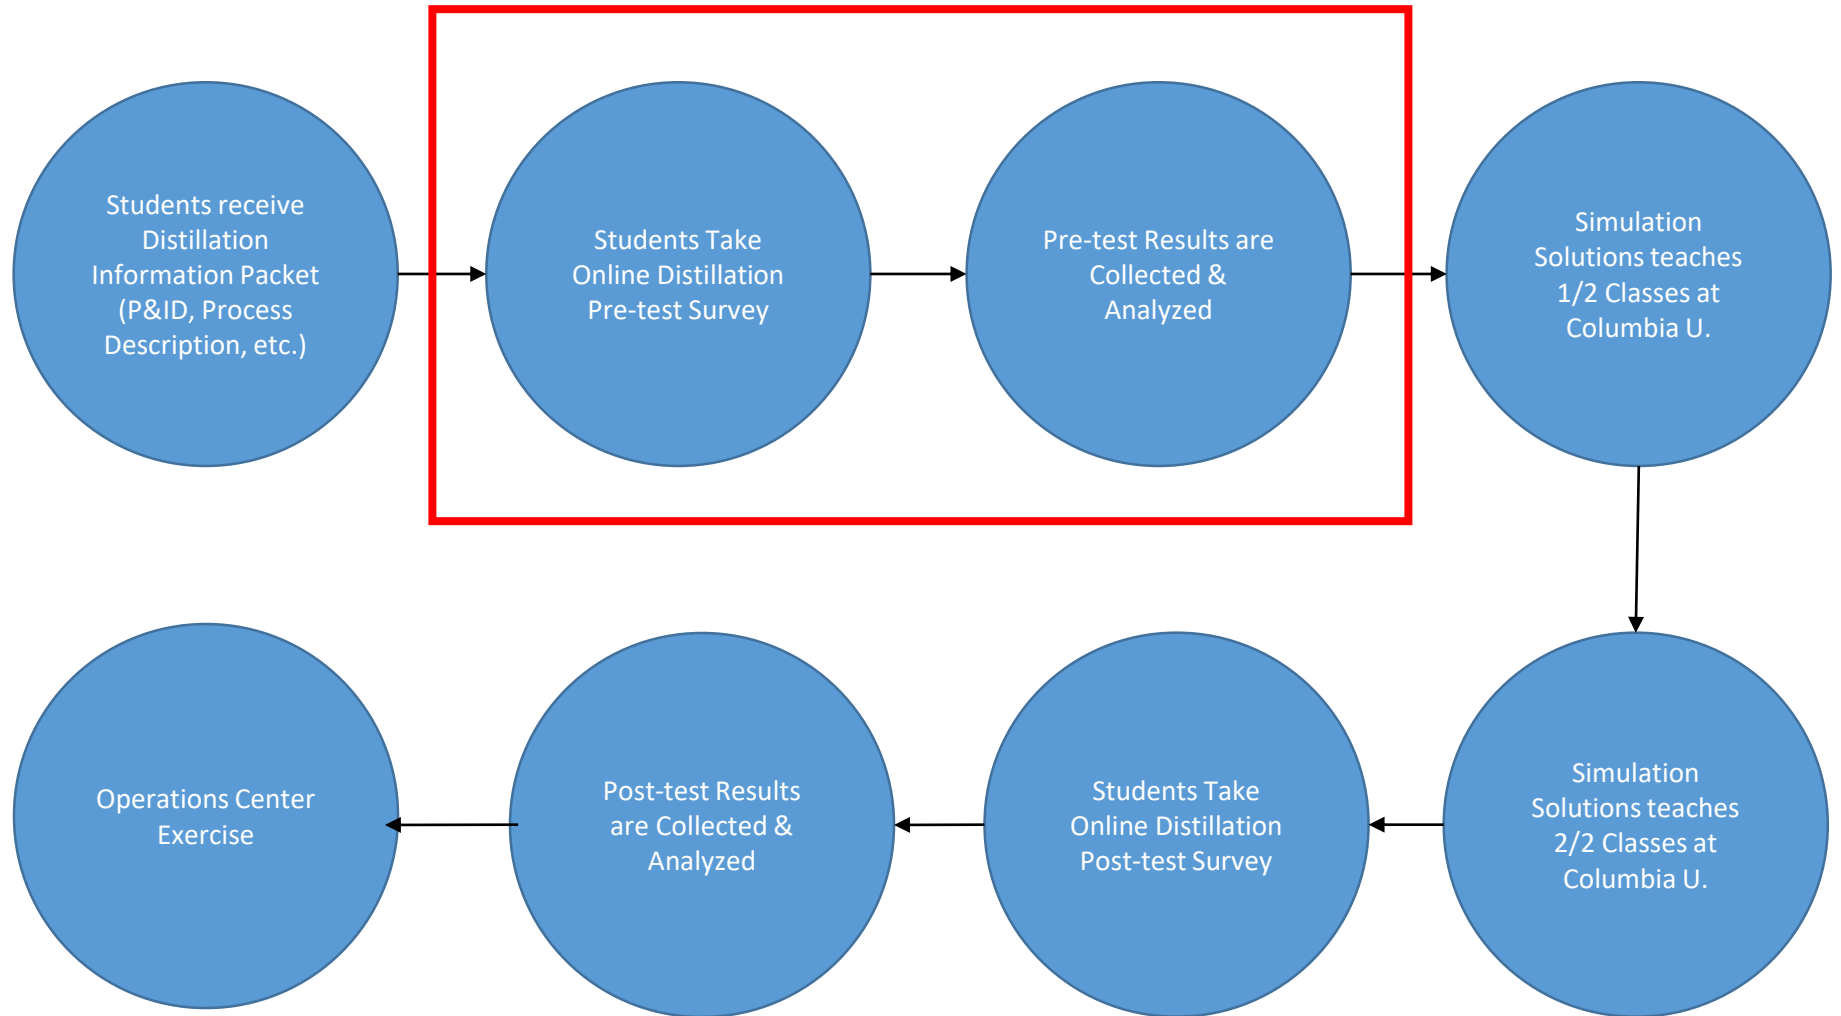 Students receive
Distillation
Information Packet
(P&ID, Process
Description, etc.)
Students Take
Online Distillation
Pre-test Survey
Pre-test Results are
Collected &
Analyzed
Simulation
Solutions teaches
1/2 Classes at
Columbia U.
Simulation
Solutions teaches
2/2 Classes at
Columbia U.
Students Take
Online Distillation
Post-test Survey
Post-test Results
are Collected &
Analyzed
Operations Center
Exercise